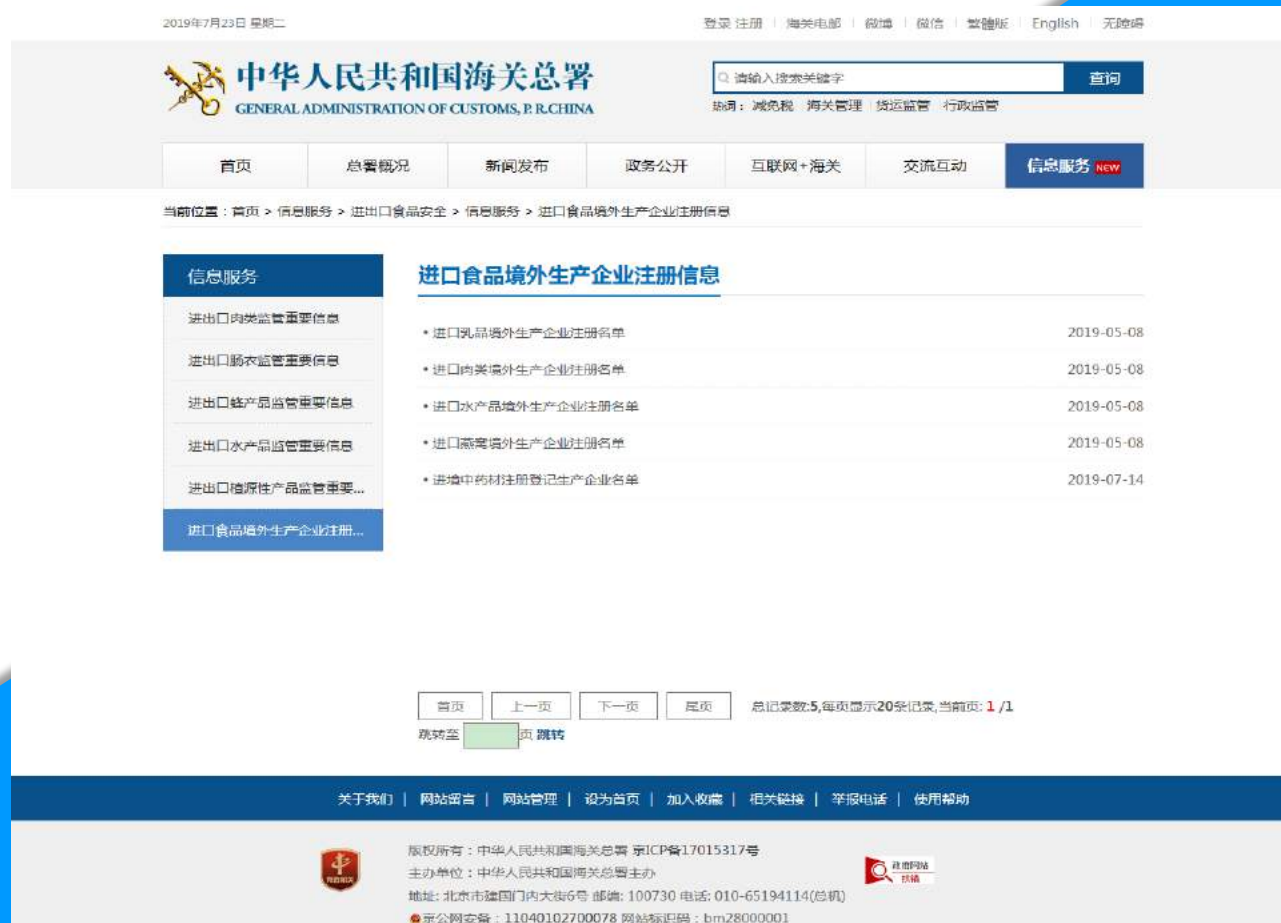 2019年7月23日 星期二
登录 注册 | 海关电邮 | 微博 | 微信 | 繁體版 | English | 无障碍
中华人民共和国海关总署
GENERAL ADMINISTRATION OF CUSTOMS, P. R.CHINA
请输入搜索关键字 查询
热词: 减免税 海关管理 货运监管 行政监管
首页 总署概况 新闻发布 政务公开 互联网+海关 交流互动 信息服务 NEW
当前位置:首页 > 信息服务 > 进出口食品安全 > 信息服务 > 进口食品境外生产企业注册信息
信息服务
进出口肉类监管重要信息
进出口肠衣监管重要信息
进出口蜂产品监管重要信息
进出口水产品监管重要信息
进出口植源性产品监管重要...
进口食品境外生产企业注册...
进口食品境外生产企业注册信息
• 进口乳品境外生产企业注册名单 2019-05-08
• 进口肉类境外生产企业注册名单 2019-05-08
• 进口水产品境外生产企业注册名单 2019-05-08
• 进口燕窝境外生产企业注册名单 2019-05-08
• 进境中药材注册登记生产企业名单 2019-07-14
首页 上一页 下一页 尾页 总记录数:5,每页显示20条记录,当前页: 1 /1
跳转至 页 跳转
关于我们 | 网站留言 | 网站管理 | 设为首页 | 加入收藏 | 相关链接 | 举报电话 | 使用帮助
版权所有:中华人民共和国海关总署 京ICP备17015317号
主办单位:中华人民共和国海关总署主办
地址: 北京市建国门内大街6号 邮编: 100730 电话: 010-65194114(总机)
京公网安备:11040102700078 网站标识码:bm28000001
党政机关
政府网站
找错